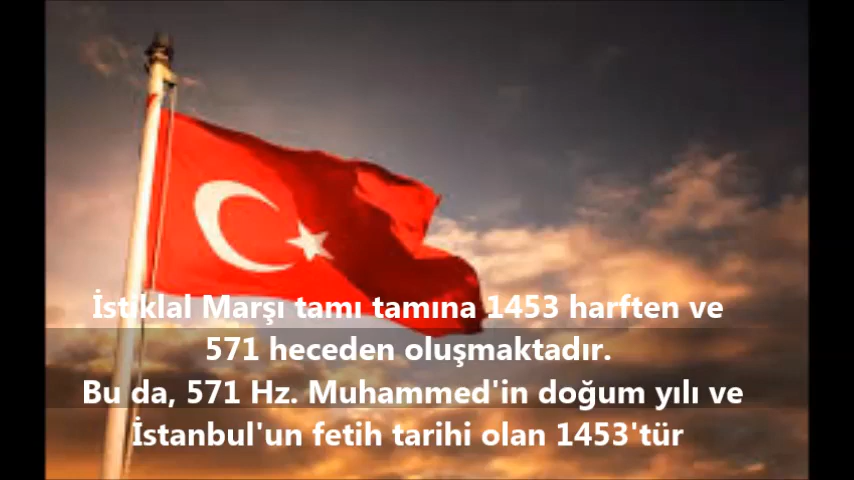 İstiklal Marşı tamı tamına 1453 harften ve
571 heceden oluşmaktadır.
Bu da, 571 Hz. Muhammed'in doğum yılı ve
İstanbul'un fetih tarihi olan 1453'tür